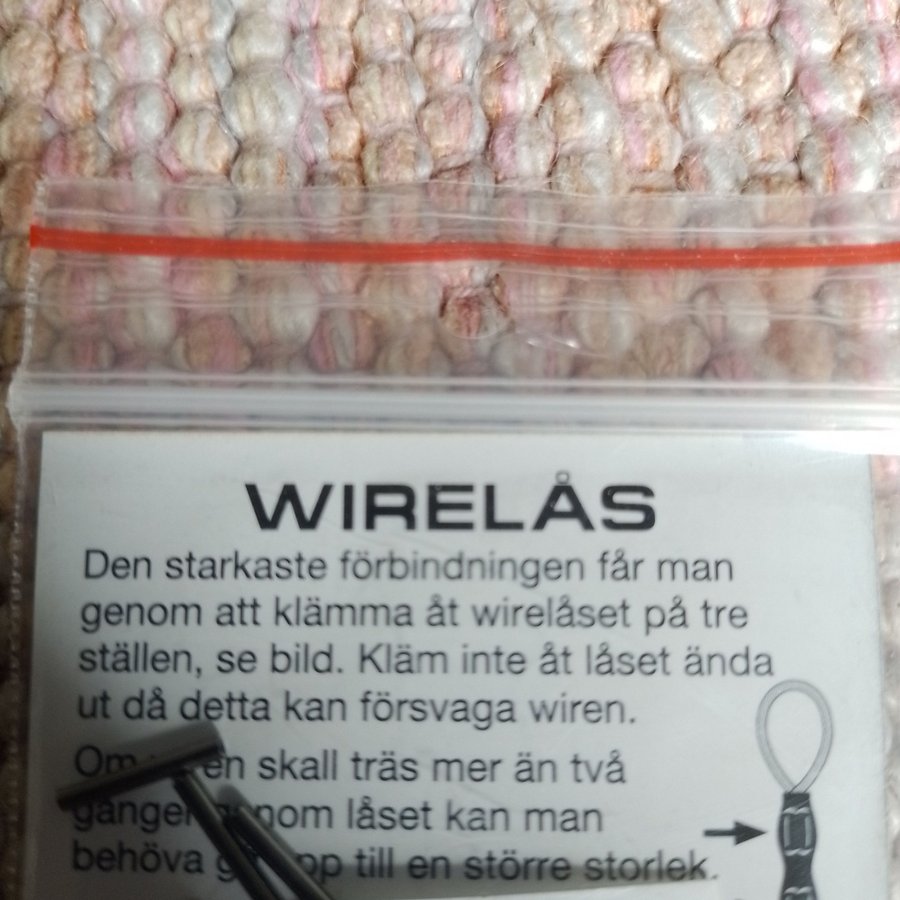 WIRELÅS
Den starkaste förbindningen får man
genom att klämma åt wirelåset på tre
ställen, se bild. Kläm inte åt låset ända
ut då detta kan försvaga wiren.
Om skall träs mer än två
genom låset kan man
behöva till en större storlek.